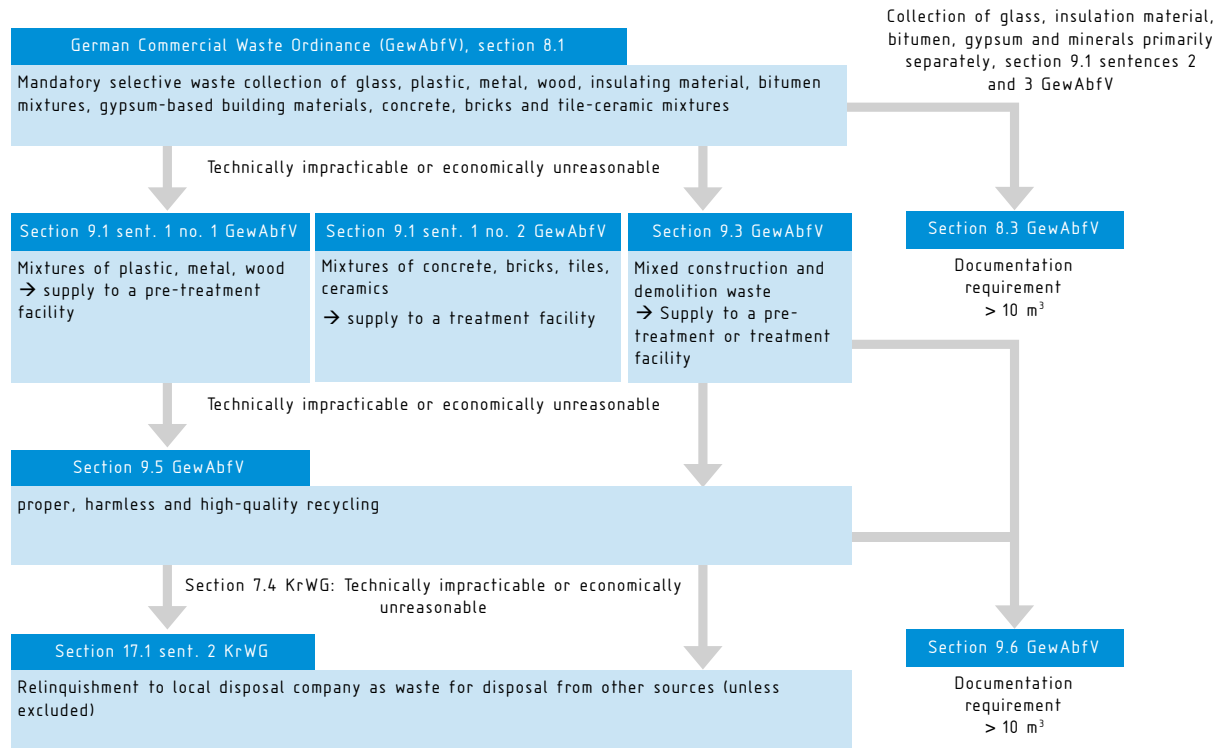 Collection of glass, insulation material,
bitumen, gypsum and minerals primarily
separately, section 9.1 sentences 2
and 3 GewAbfV
German Commercial Waste Ordinance (GewAbfV), section 8.1
Mandatory selective waste collection of glass, plastic, metal, wood, insulating material, bitumen
mixtures, gypsum-based building materials, concrete, bricks and tile-ceramic mixtures
Technically impracticable or economically unreasonable
Section 9.1 sent. 1 no. 1 GewAbfV
Mixtures of plastic, metal, wood
→ supply to a pre-treatment
facility
Section 9.1 sent. 1 no. 2 GewAbfV
Mixtures of concrete, bricks, tiles,
ceramics
→ supply to a treatment facility
Section 9.3 GewAbfV
Mixed construction and
demolition waste
→ Supply to a pre-
treatment or treatment
facility
Section 8.3 GewAbfV
Documentation
requirement
> 10 m³
Technically impracticable or economically unreasonable
Section 9.5 GewAbfV
proper, harmless and high-quality recycling
Section 7.4 KrWG: Technically impracticable or economically
unreasonable
Section 17.1 sent. 2 KrWG
Relinquishment to local disposal company as waste for disposal from other sources (unless
excluded)
Section 9.6 GewAbfV
Documentation
requirement
> 10 m³